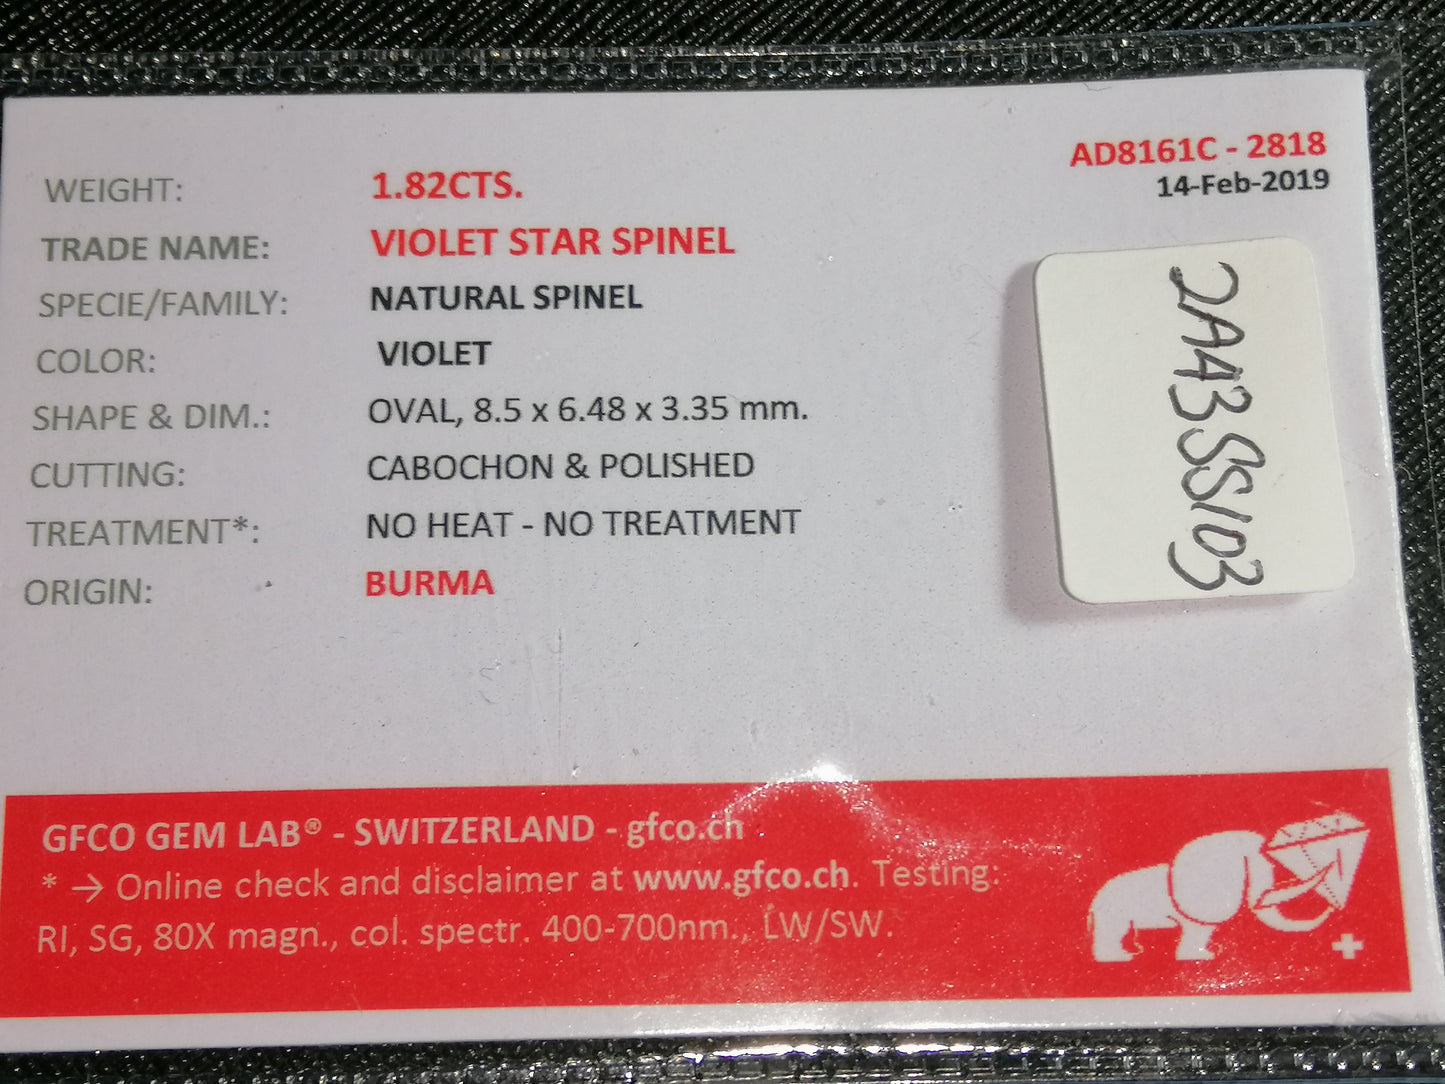 AD8161C - 2818
14-Feb-2019
WEIGHT: 1.82CTS.
TRADE NAME: VIOLET STAR SPINEL
SPECIE/FAMILY: NATURAL SPINEL
COLOR: VIOLET
SHAPE & DIM.: OVAL, 8.5 x 6.48 x 3.35 mm.
CUTTING: CABOCHON & POLISHED
TREATMENT*: NO HEAT - NO TREATMENT
ORIGIN: BURMA
2A43SS103
GFCO GEM LAB® - SWITZERLAND - gfco.ch
* → Online check and disclaimer at www.gfco.ch. Testing:
RI, SG, 80X magn., col. spectr. 400-700nm., LW/SW.